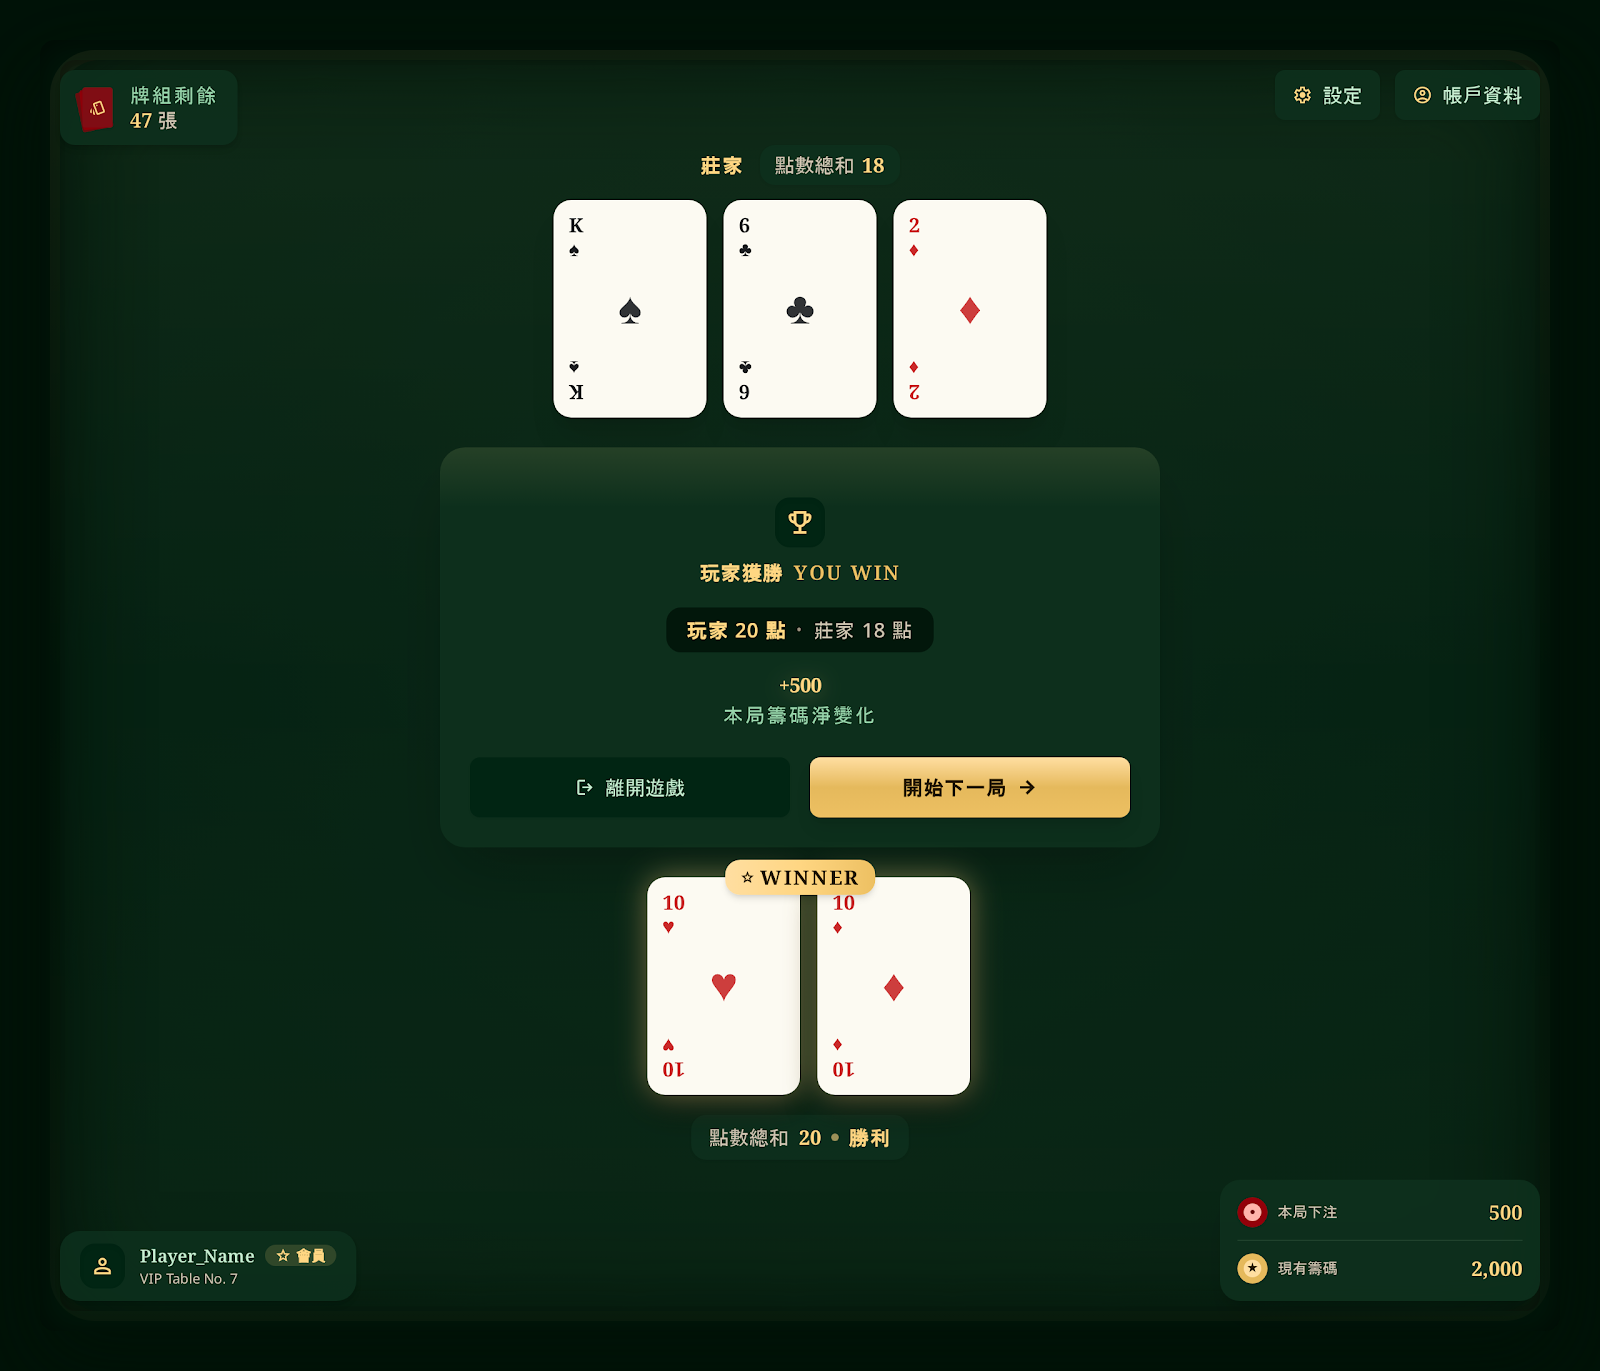 牌組剩餘
47 張
設定
帳戶資料
莊家 點數總和 18
K
♠
♠
♠
K
6
♣
♣
♣
6
2
♦
♦
♦
2
玩家獲勝 YOU WIN
玩家 20 點 · 莊家 18 點
+500
本局籌碼淨變化
離開遊戲
開始下一局 →
☆ WINNER
10
♥
♥
♥
10
10
♦
♦
♦
10
點數總和 20 • 勝利
Player_Name ☆ 會員
VIP Table No. 7
本局下注 500
現有籌碼 2,000